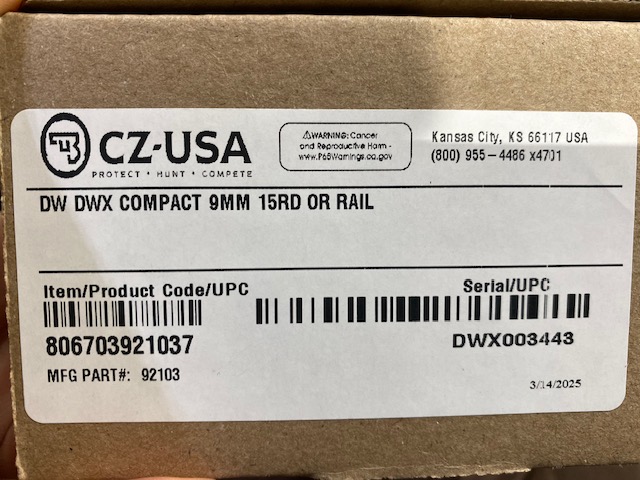 CZ-USA
PROTECT • HUNT • COMPETE
⚠WARNING: Cancer
and Reproductive Harm -
www.P65Warnings.ca.gov
Kansas City, KS 66117 USA
(800) 955-4486 x4701
DW DWX COMPACT 9MM 15RD OR RAIL
Item/Product Code/UPC
806703921037
MFG PART#: 92103
Serial/UPC
DWX003443
3/14/2025